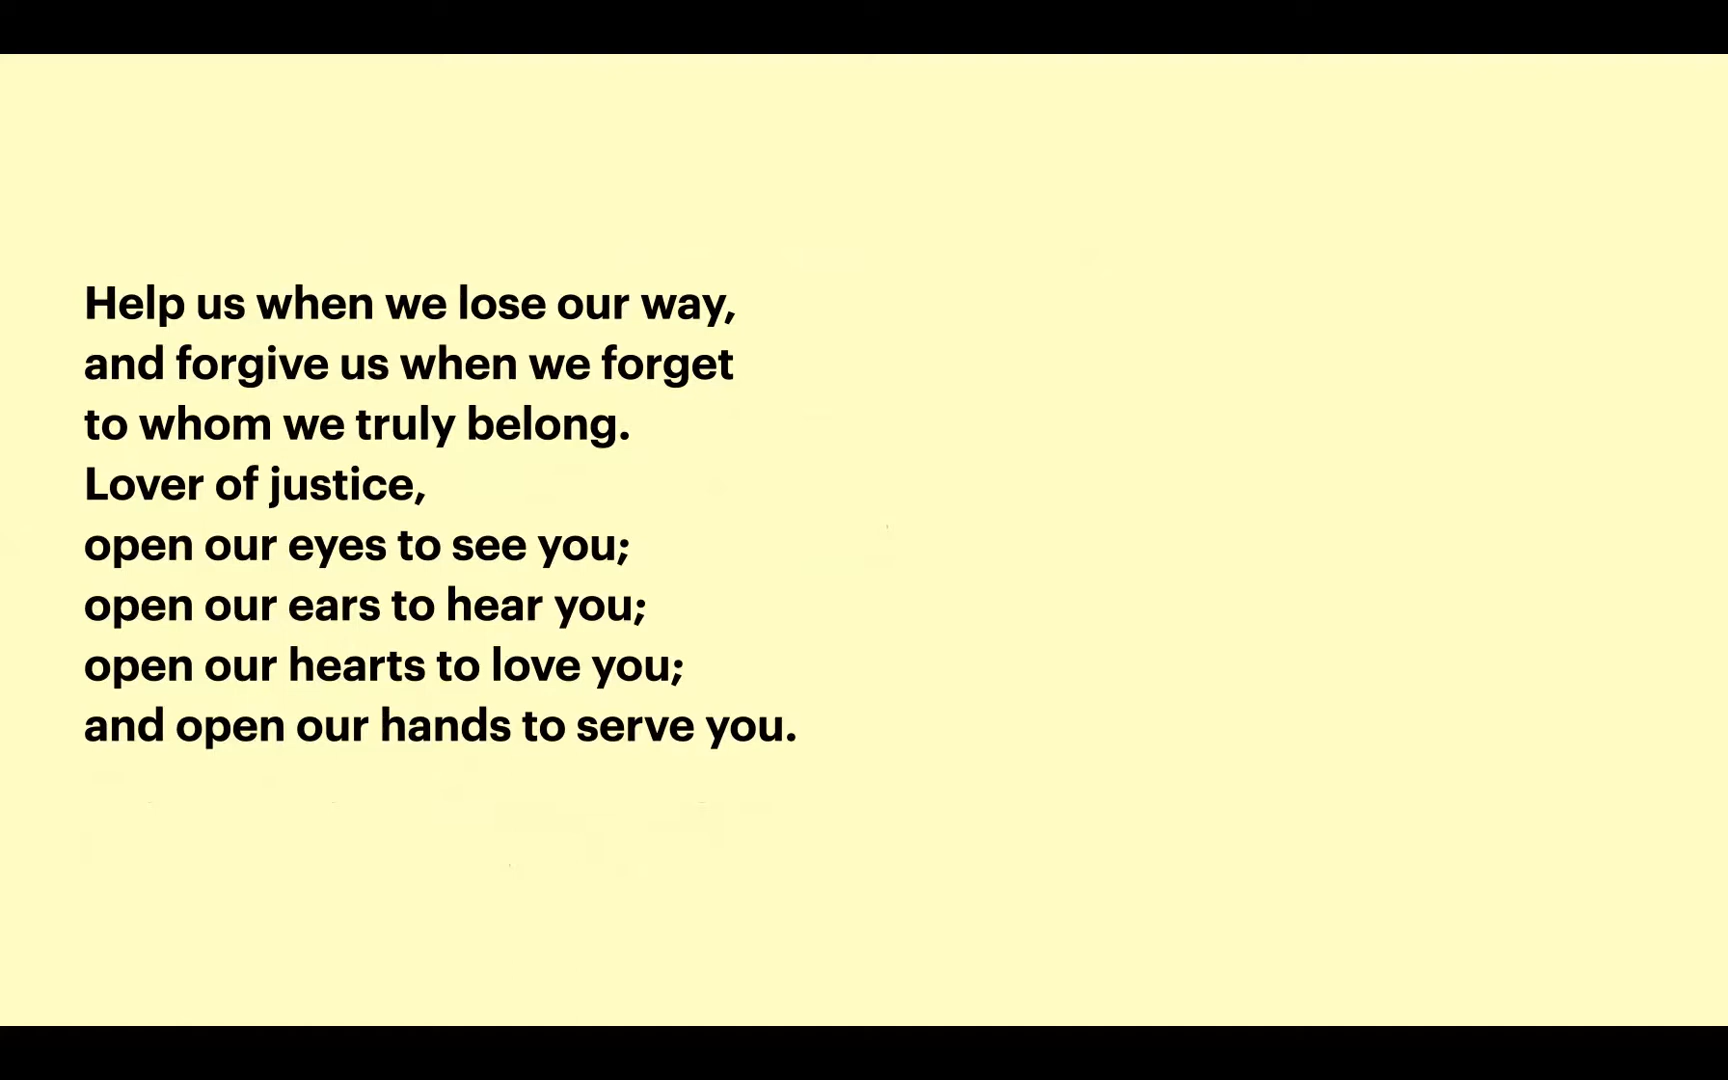 Help us when we lose our way,
and forgive us when we forget
to whom we truly belong.
Lover of justice,
open our eyes to see you;
open our ears to hear you;
open our hearts to love you;
and open our hands to serve you.